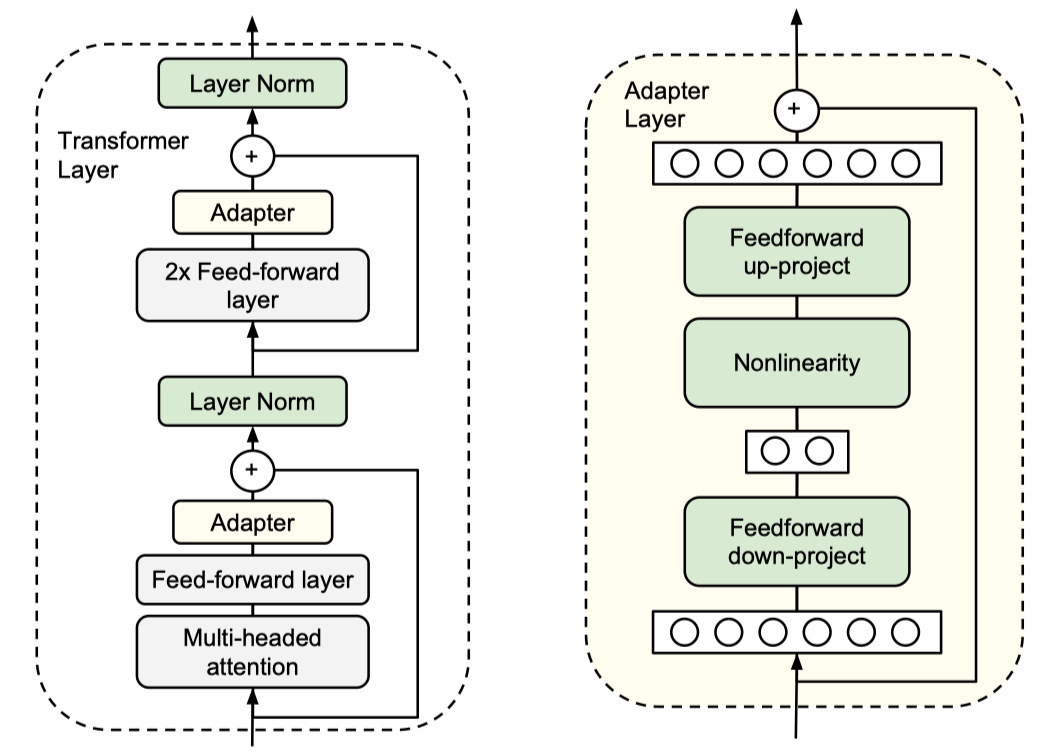 Layer Norm
Transformer
Layer
+
Adapter
2x Feed-forward
layer
Layer Norm
+
Adapter
Feed-forward layer
Multi-headed
attention
Adapter
Layer
+
Feedforward
up-project
Nonlinearity
Feedforward
down-project